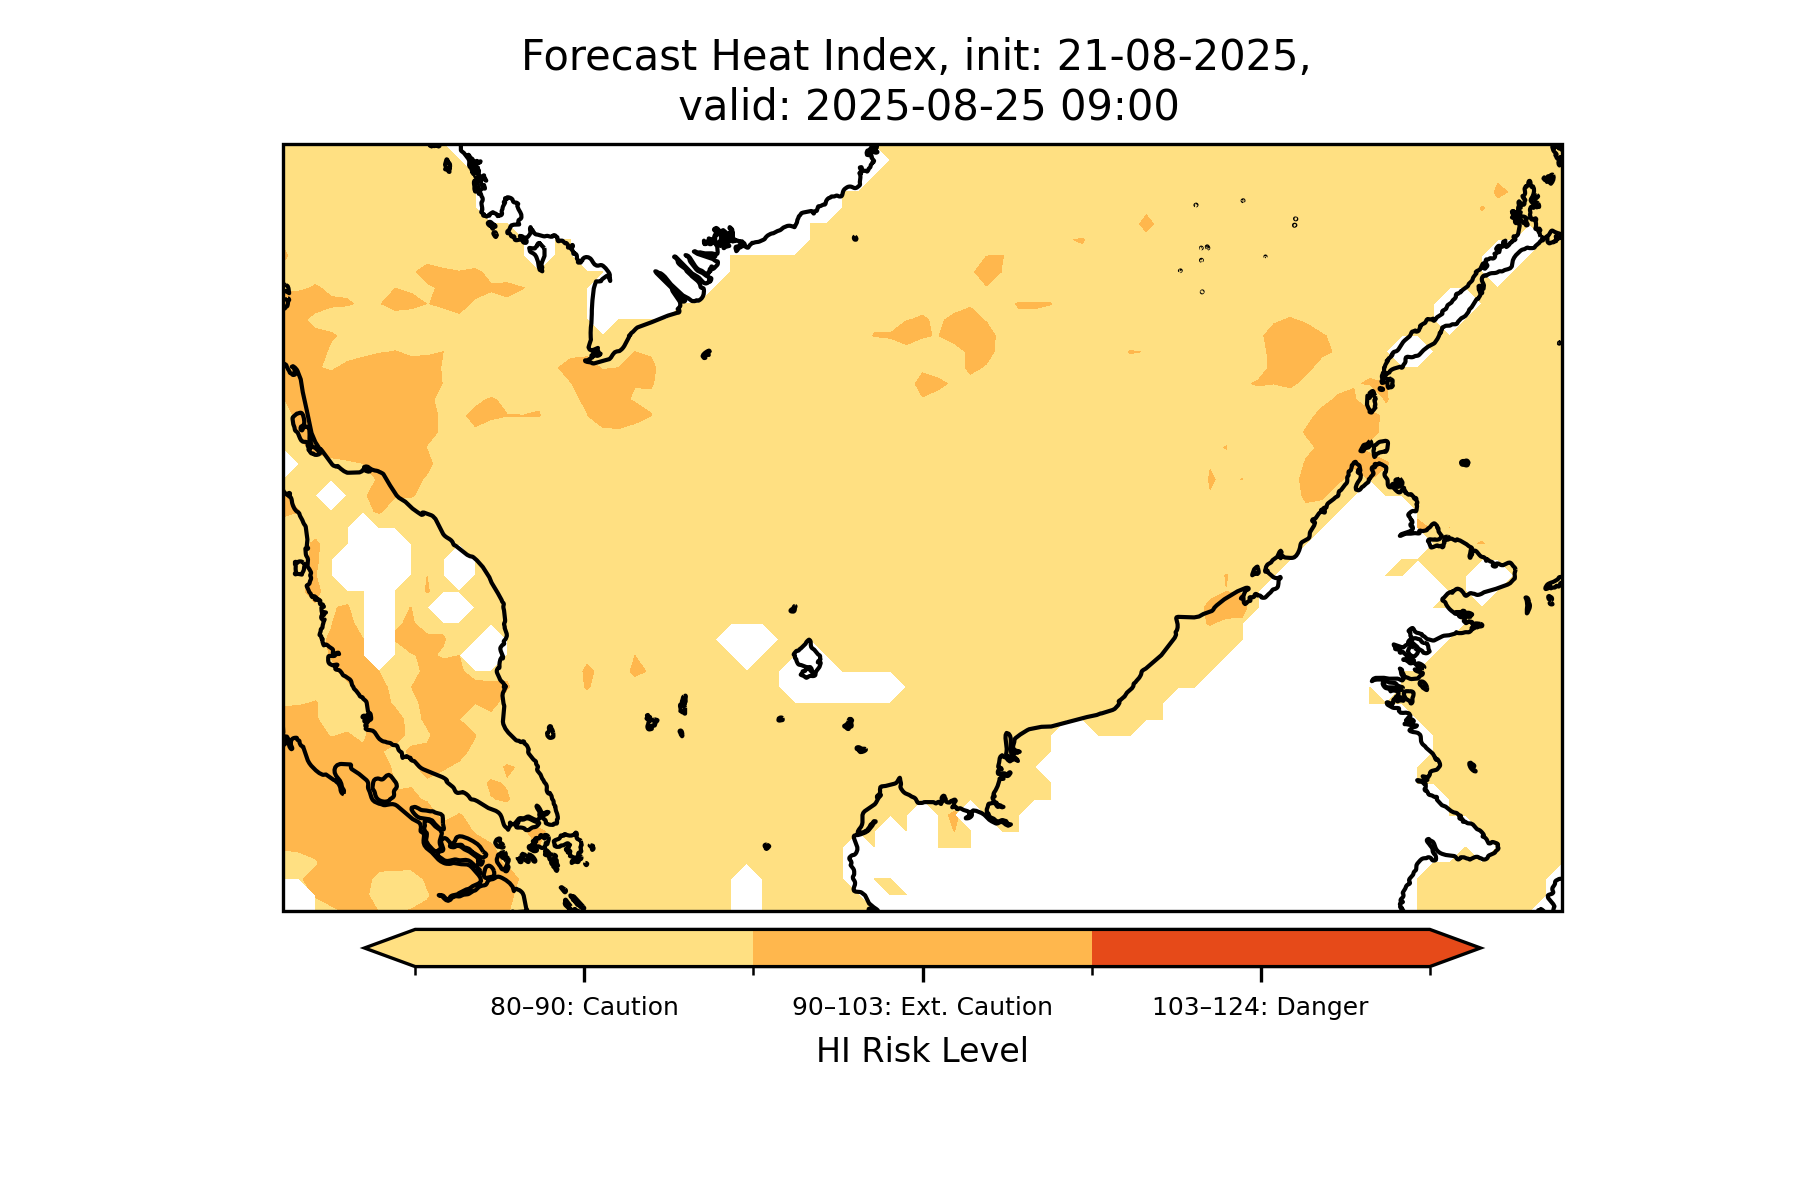 Forecast Heat Index, init: 21-08-2025,
valid: 2025-08-25 09:00
80–90: Caution
90–103: Ext. Caution
103–124: Danger
HI Risk Level